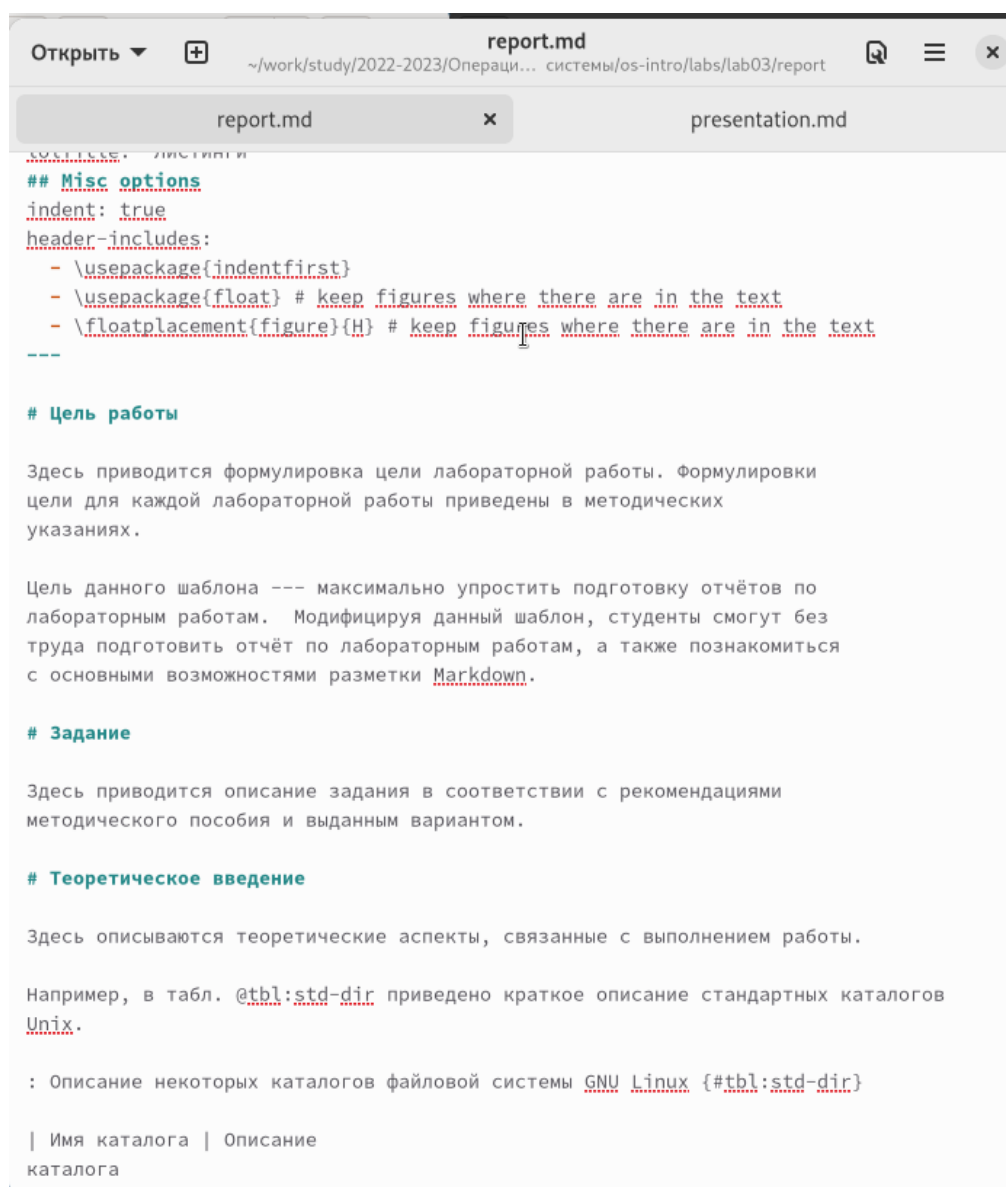 Открыть
report.md
~/work/study/2022-2023/Операци… системы/os-intro/labs/lab03/report
report.md
presentation.md
lolTitle: "Листинги"
## Misc options
indent: true
header-includes:
  - \usepackage{indentfirst}
  - \usepackage{float} # keep figures where there are in the text
  - \floatplacement{figure}{H} # keep figures where there are in the text
---
# Цель работы
Здесь приводится формулировка цели лабораторной работы. Формулировки
цели для каждой лабораторной работы приведены в методических
указаниях.
Цель данного шаблона --- максимально упростить подготовку отчётов по
лабораторным работам.  Модифицируя данный шаблон, студенты смогут без
труда подготовить отчёт по лабораторным работам, а также познакомиться
с основными возможностями разметки Markdown.
# Задание
Здесь приводится описание задания в соответствии с рекомендациями
методического пособия и выданным вариантом.
# Теоретическое введение
Здесь описываются теоретические аспекты, связанные с выполнением работы.
Например, в табл. @tbl:std-dir приведено краткое описание стандартных каталогов
Unix.
: Описание некоторых каталогов файловой системы GNU Linux {#tbl:std-dir}
| Имя каталога | Описание
каталога